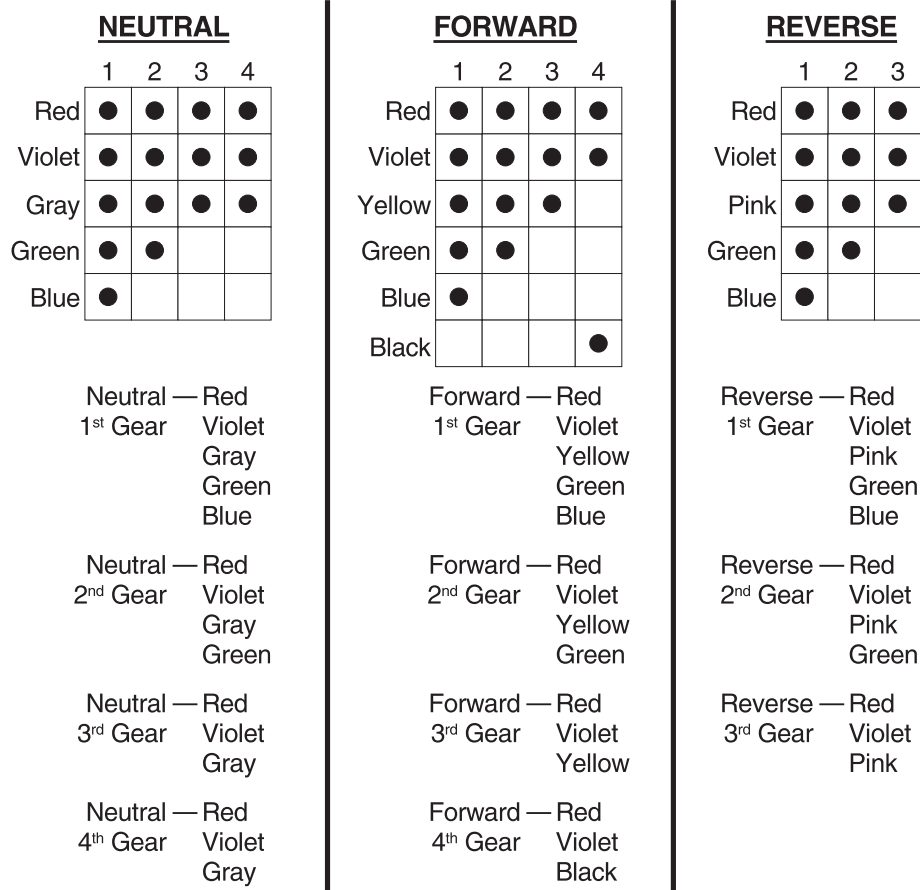 NEUTRAL
1 2 3 4
Red
Violet
Gray
Green
Blue
Neutral — Red
1st Gear Violet
Gray
Green
Blue
Neutral — Red
2nd Gear Violet
Gray
Green
Neutral — Red
3rd Gear Violet
Gray
Neutral — Red
4th Gear Violet
Gray
FORWARD
1 2 3 4
Red
Violet
Yellow
Green
Blue
Black
Forward — Red
1st Gear Violet
Yellow
Green
Blue
Forward — Red
2nd Gear Violet
Yellow
Green
Forward — Red
3rd Gear Violet
Yellow
Forward — Red
4th Gear Violet
Black
REVERSE
1 2 3
Red
Violet
Pink
Green
Blue
Reverse — Red
1st Gear Violet
Pink
Green
Blue
Reverse — Red
2nd Gear Violet
Pink
Green
Reverse — Red
3rd Gear Violet
Pink